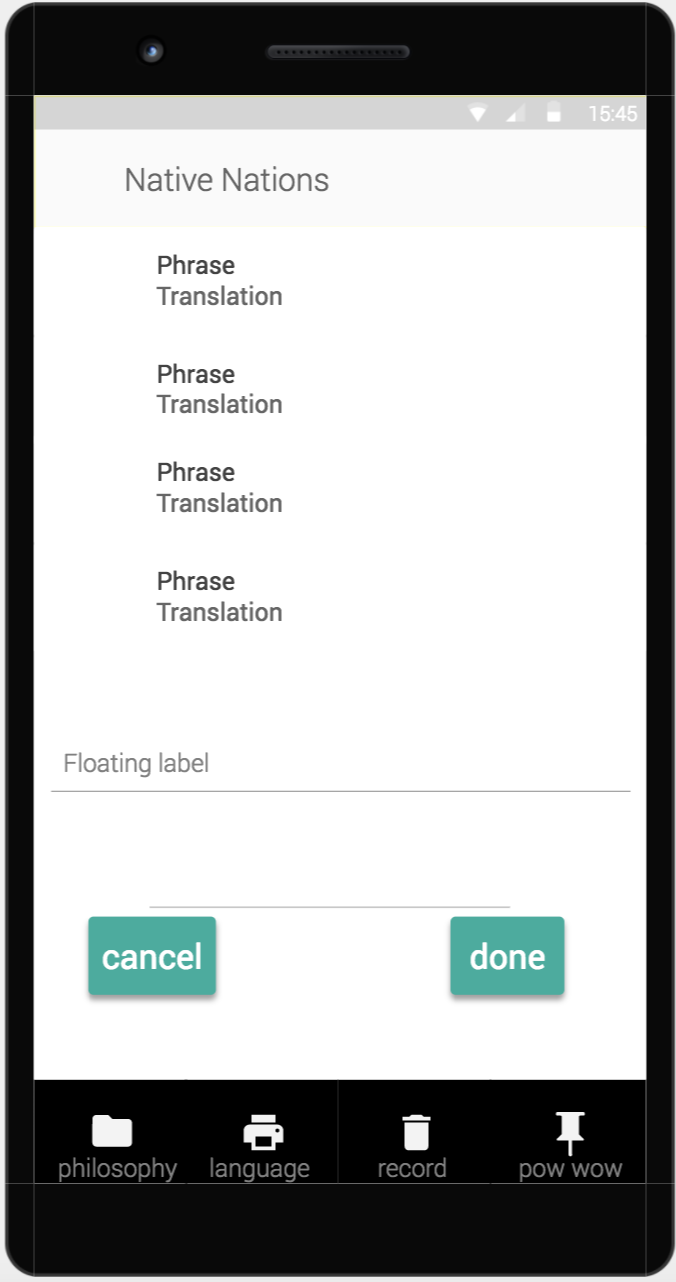 15:45
Native Nations
Phrase
Translation
Phrase
Translation
Phrase
Translation
Phrase
Translation
Floating label
cancel done
philosophy language record pow wow